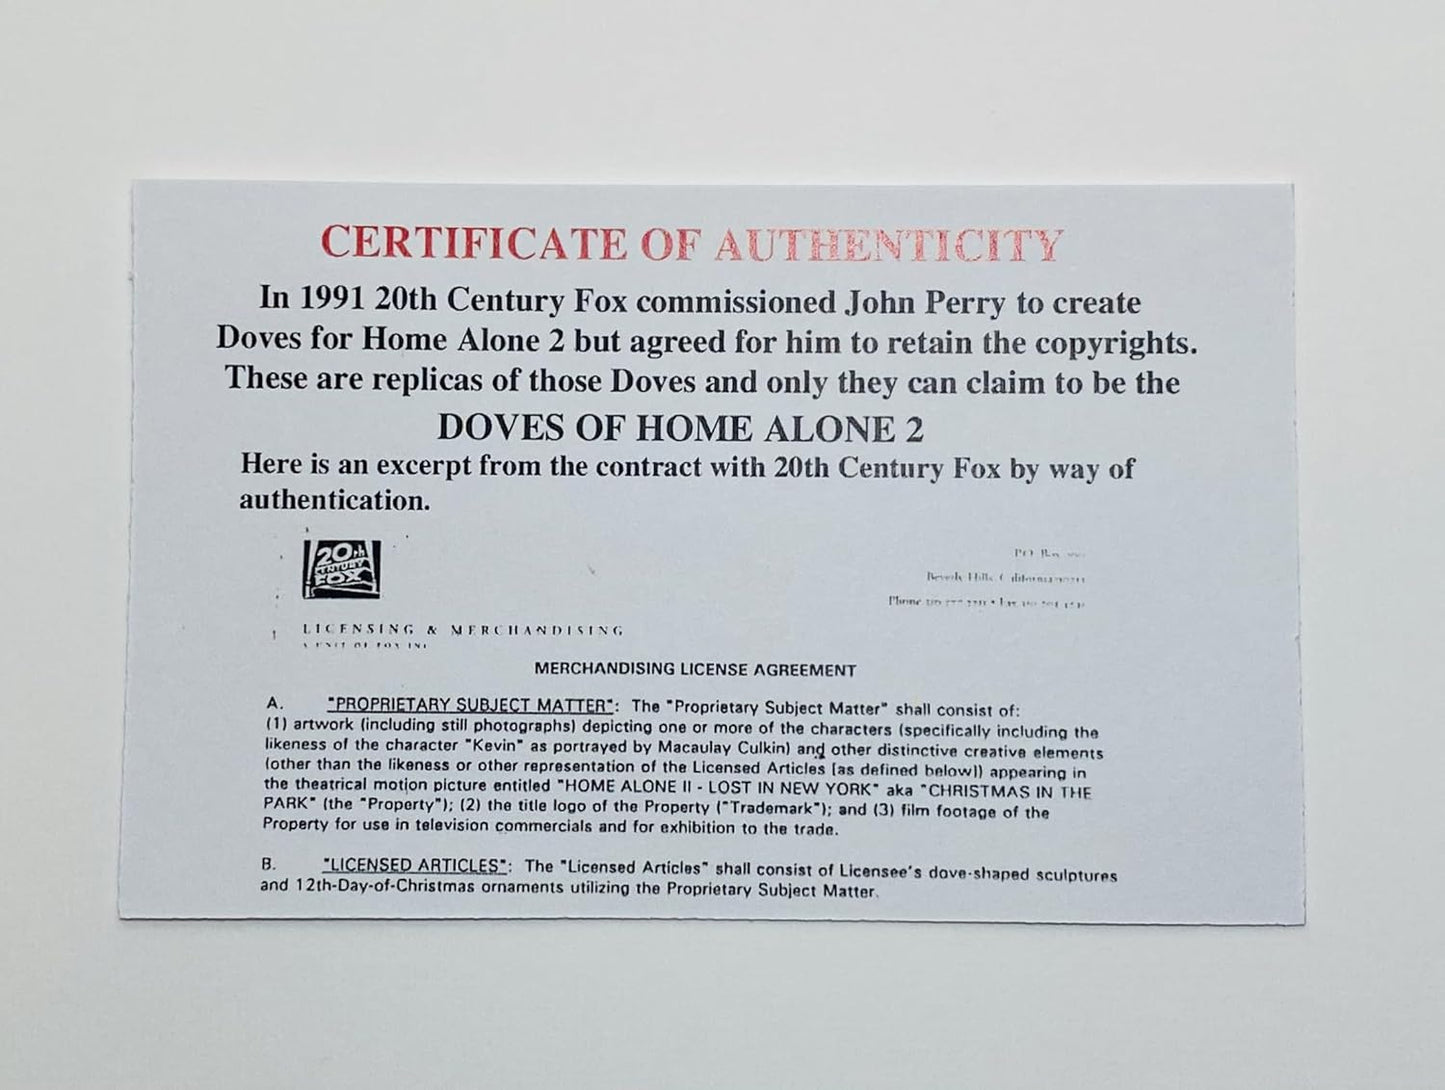 CERTIFICATE OF AUTHENTICITY
In 1991 20th Century Fox commissioned John Perry to create
Doves for Home Alone 2 but agreed for him to retain the copyrights.
These are replicas of those Doves and only they can claim to be the
DOVES OF HOME ALONE 2
Here is an excerpt from the contract with 20th Century Fox by way of
authentication.
20th
CENTURY
FOX
Beverly Hills, California
Phone
LICENSING & MERCHANDISING
A UNIT OF FOX INC
MERCHANDISING LICENSE AGREEMENT
A. "PROPRIETARY SUBJECT MATTER": The "Proprietary Subject Matter" shall consist of:
(1) artwork (including still photographs) depicting one or more of the characters (specifically including the
likeness of the character "Kevin" as portrayed by Macaulay Culkin) and other distinctive creative elements
(other than the likeness or other representation of the Licensed Articles [as defined below]) appearing in
the theatrical motion picture entitled "HOME ALONE II - LOST IN NEW YORK" aka "CHRISTMAS IN THE
PARK" (the "Property"); (2) the title logo of the Property ("Trademark"); and (3) film footage of the
Property for use in television commercials and for exhibition to the trade.
B. "LICENSED ARTICLES": The "Licensed Articles" shall consist of Licensee's dove-shaped sculptures
and 12th-Day-of-Christmas ornaments utilizing the Proprietary Subject Matter.